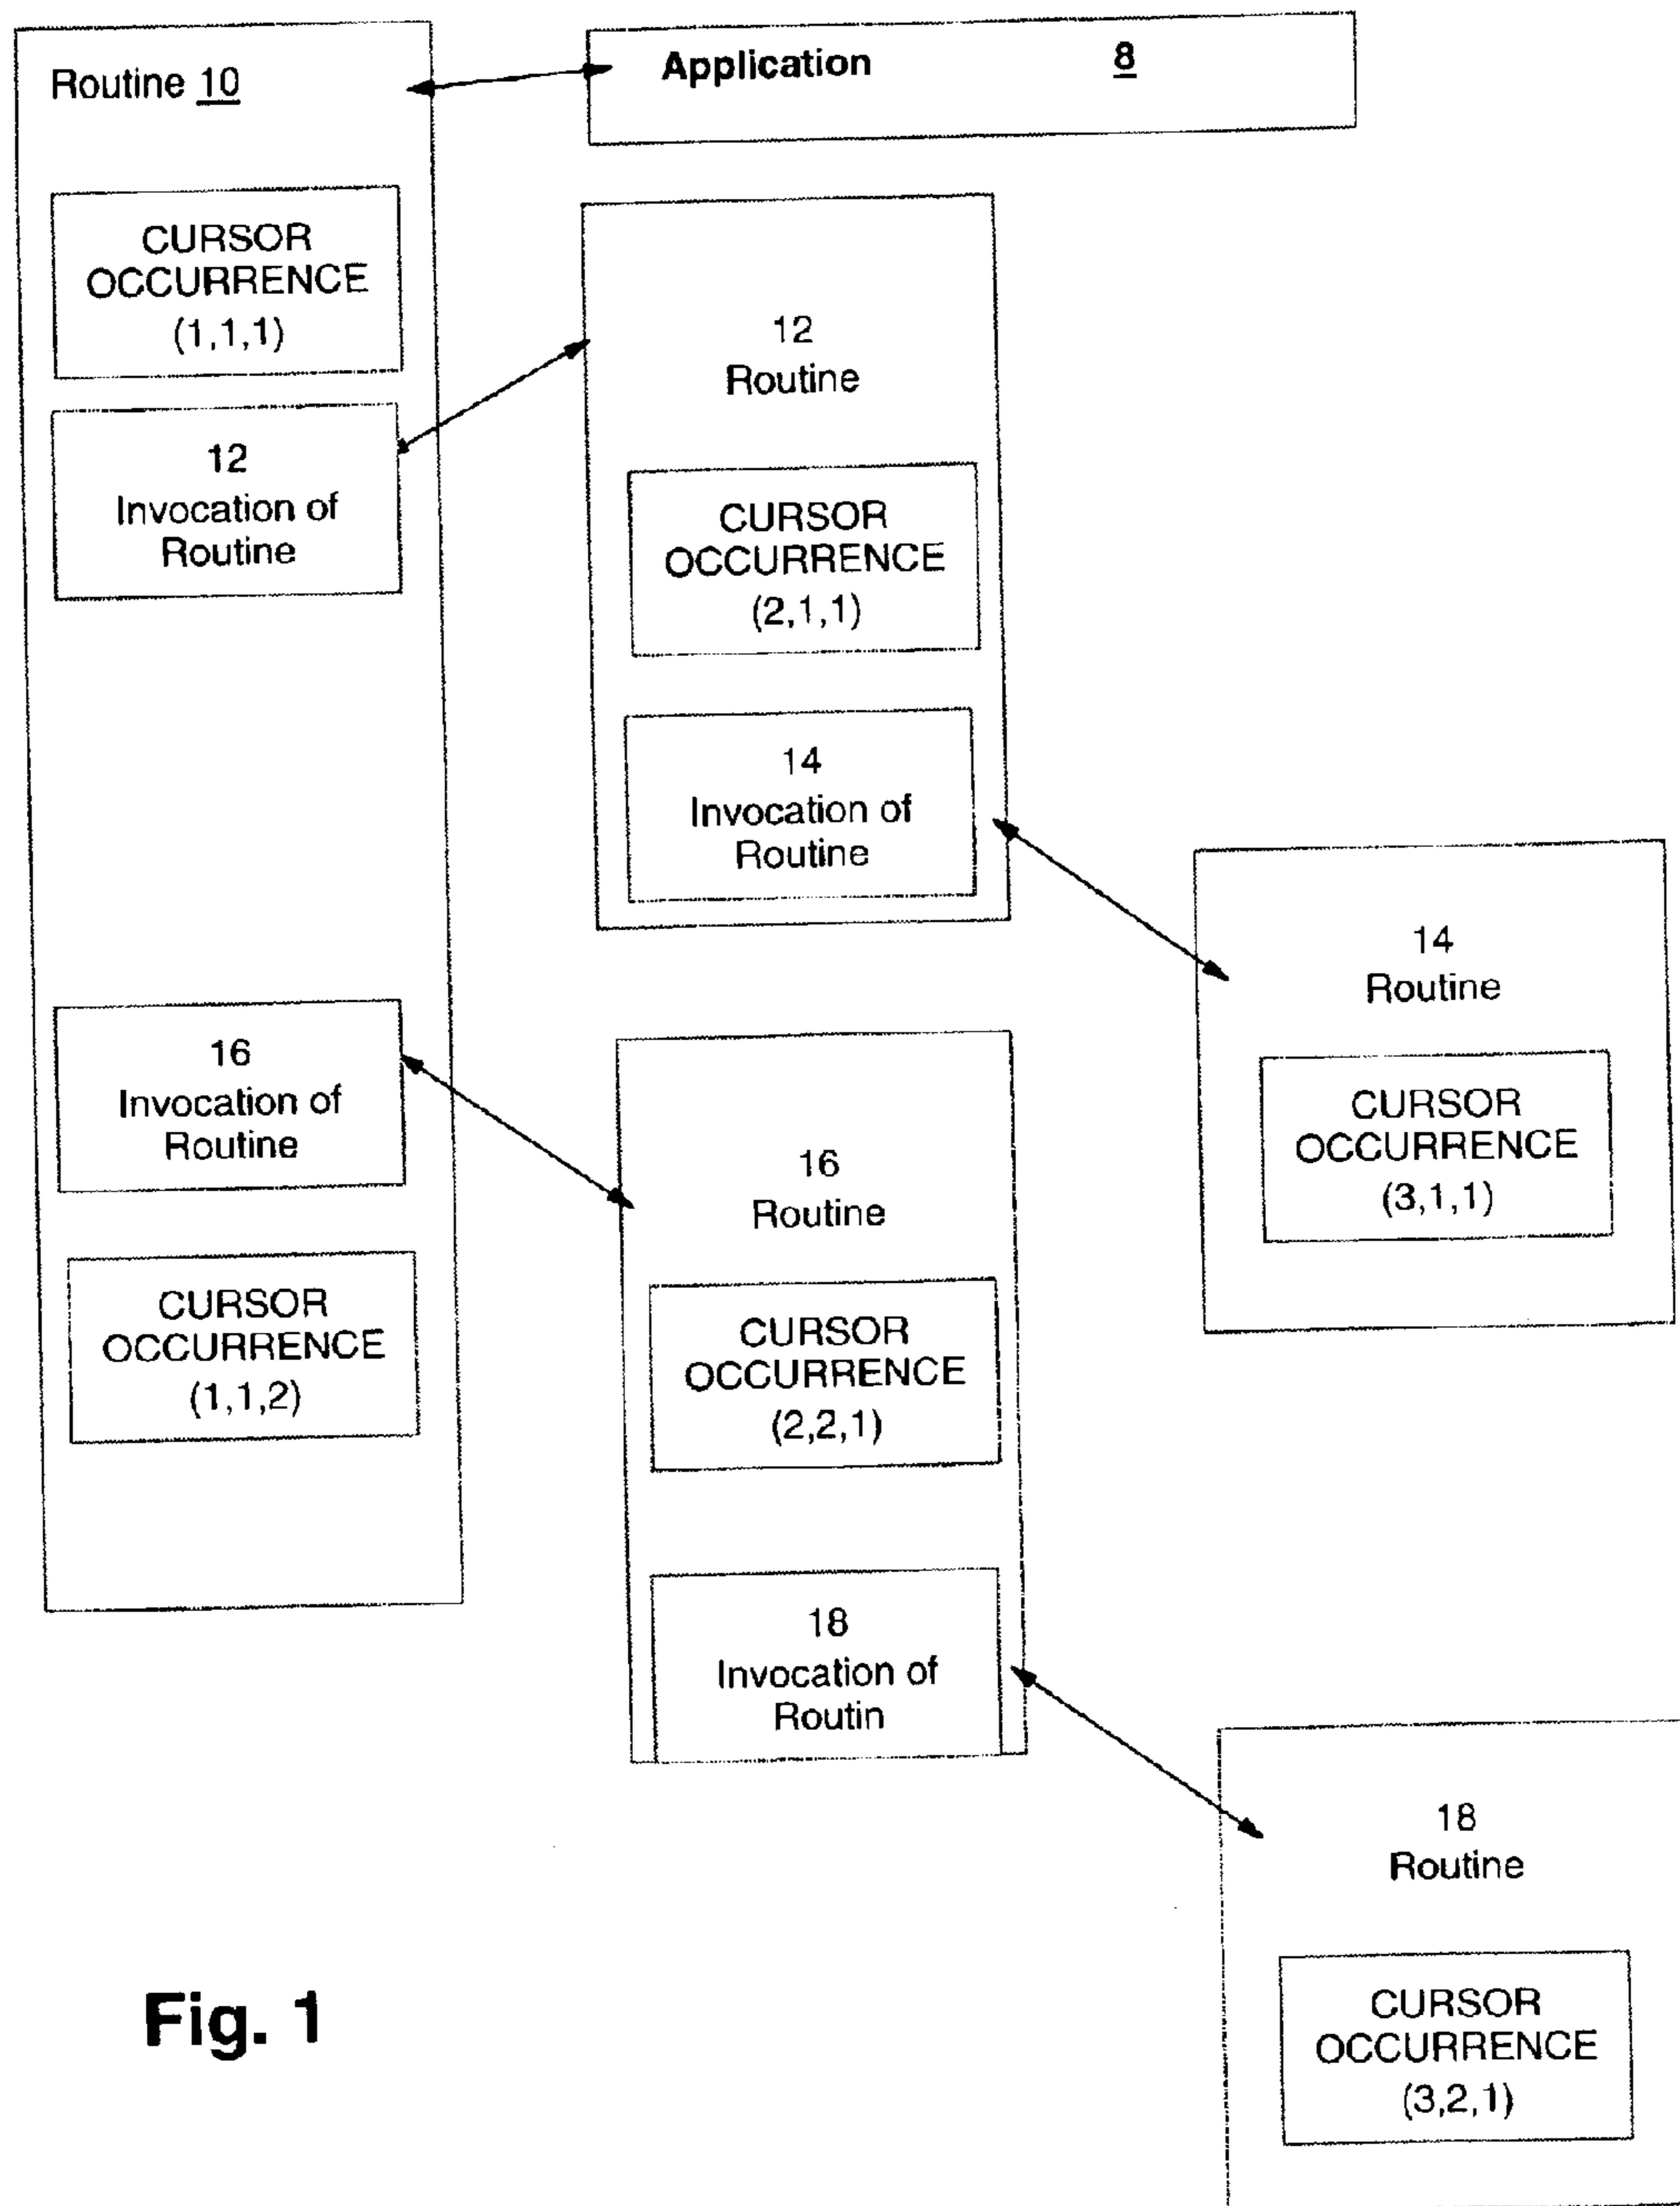 Routine 10
Application 8
CURSOR
OCCURRENCE
(1,1,1)
12
Invocation of
Routine
12
Routine
CURSOR
OCCURRENCE
(2,1,1)
14
Invocation of
Routine
14
Routine
CURSOR
OCCURRENCE
(3,1,1)
16
Invocation of
Routine
CURSOR
OCCURRENCE
(1,1,2)
16
Routine
CURSOR
OCCURRENCE
(2,2,1)
18
Invocation of
Routin
18
Routine
CURSOR
OCCURRENCE
(3,2,1)
Fig. 1